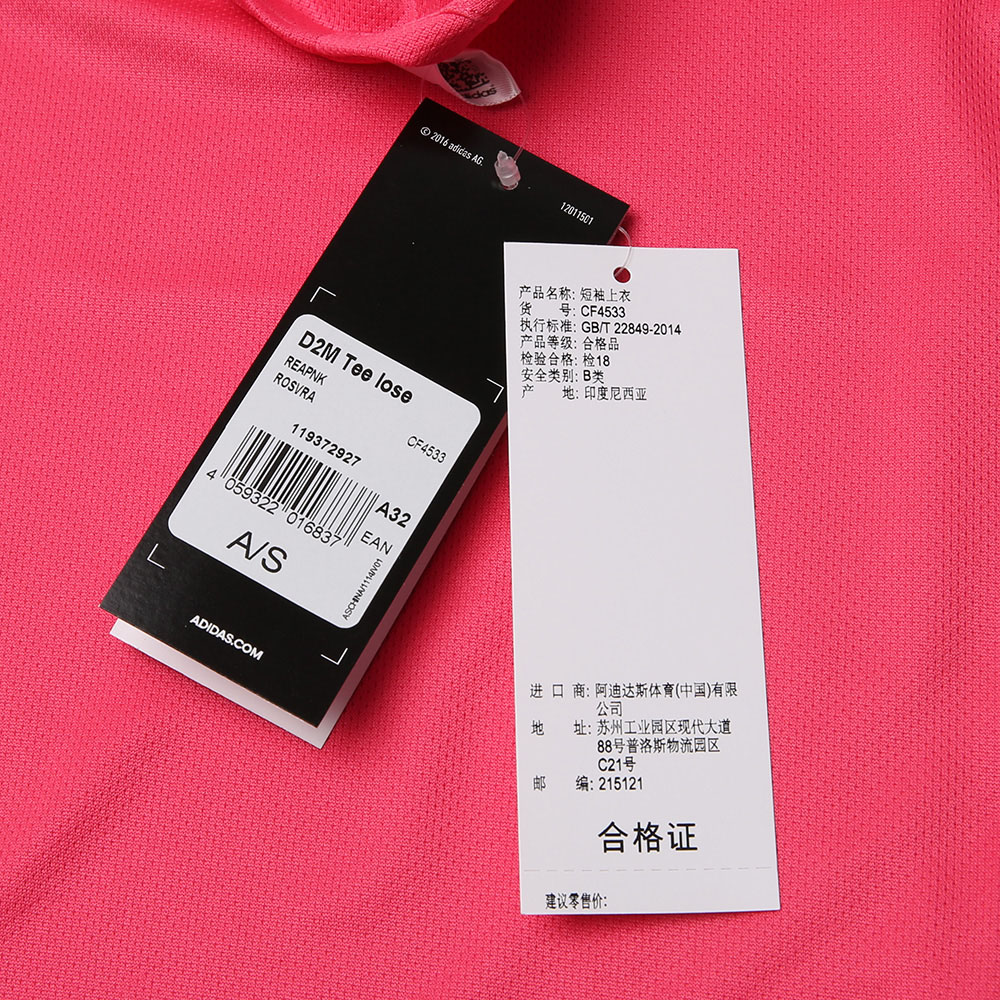 © 2016 adidas AG.
12011501
D2M Tee lose
REAPNK
ROSVRA
119372927
CF4533
4 059322 016837
A32
EAN
A/S
ASCHINA/1114/V01
ADIDAS.COM
产品名称: 短袖上衣
货 号: CF4533
执行标准: GB/T 22849-2014
产品等级: 合格品
检验合格: 检18
安全类别: B类
产 地: 印度尼西亚
进 口 商: 阿迪达斯体育(中国)有限
公司
地 址: 苏州工业园区现代大道
88号普洛斯物流园区
C21号
邮 编: 215121
合格证
建议零售价: